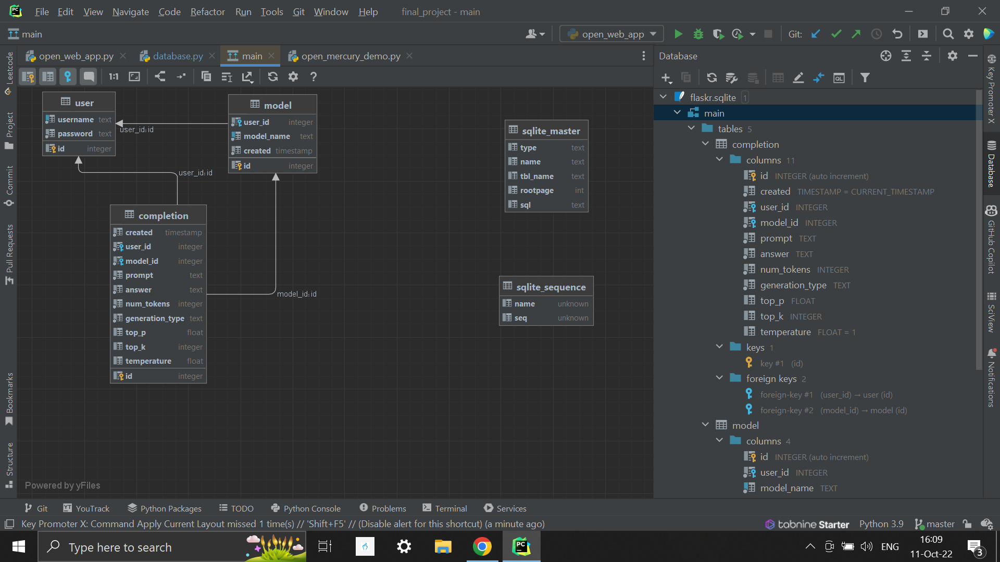 PC File Edit View Navigate Code Refactor Run Tools Git Window Help final_project - main
main open_web_app Git:
open_web_app.py database.py main open_mercury_demo.py
1:1 ?
Leetcode
Project
Commit
Pull Requests
Bookmarks
Structure
user
username text
password text
id integer
user_id:id
model
user_id integer
model_name text
created timestamp
id integer
user_id:id
completion
created timestamp
user_id integer
model_id integer
prompt text
answer text
num_tokens integer
generation_type text
top_p float
top_k integer
temperature float
id integer
model_id:id
sqlite_master
type text
name text
tbl_name text
rootpage int
sql text
sqlite_sequence
name unknown
seq unknown
Powered by yFiles
Database
QL
flaskr.sqlite 1
main
tables 5
completion
columns 11
id INTEGER (auto increment)
created TIMESTAMP = CURRENT_TIMESTAMP
user_id INTEGER
model_id INTEGER
prompt TEXT
answer TEXT
num_tokens INTEGER
generation_type TEXT
top_p FLOAT
top_k INTEGER
temperature FLOAT = 1
keys 1
key #1 (id)
foreign keys 2
foreign-key #1 (user_id) → user (id)
foreign-key #2 (model_id) → model (id)
model
columns 4
id INTEGER (auto increment)
user_id INTEGER
model_name TEXT
Key Promoter X
Database
GitHub Copilot
SciView
Notifications
Git YT YouTrack Python Packages TODO Python Console Problems Terminal Services
Key Promoter X: Command Apply Current Layout missed 1 time(s) // 'Shift+F5' // (Disable alert for this shortcut) (a minute ago) tabnine Starter Python 3.9 master
Type here to search PC ENG 16:09
11-Oct-22
3